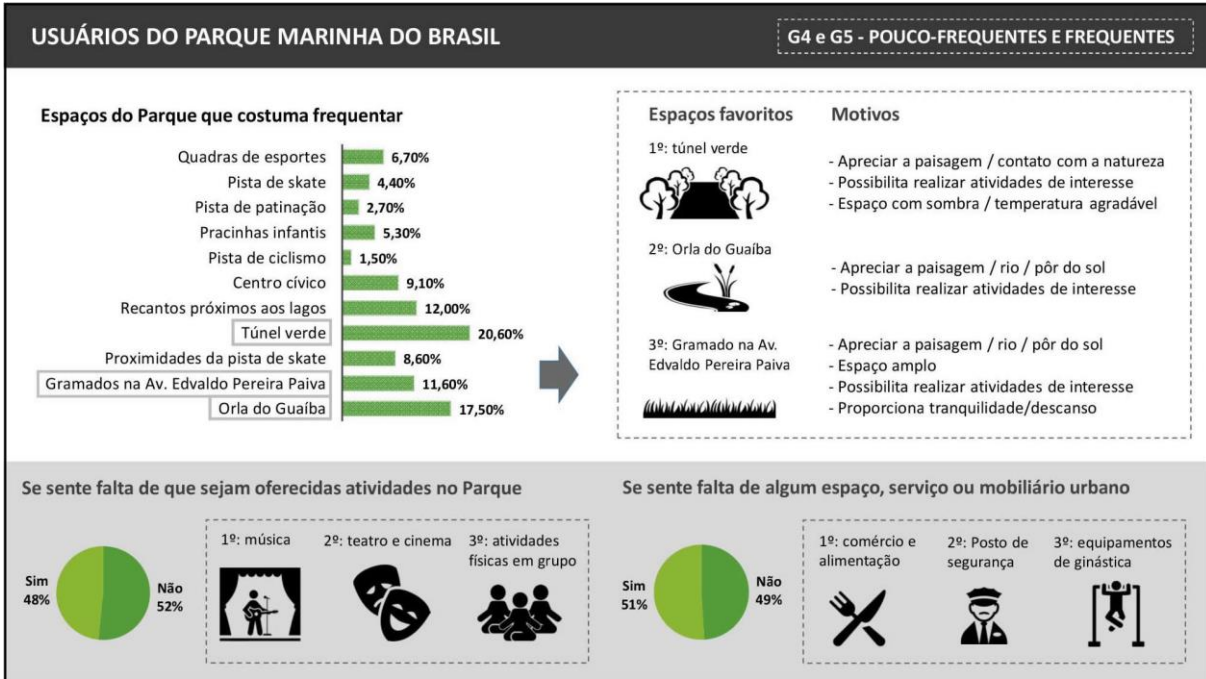 USUÁRIOS DO PARQUE MARINHA DO BRASIL
G4 e G5 - POUCO-FREQUENTES E FREQUENTES
Espaços do Parque que costuma frequentar
Quadras de esportes 6,70%
Pista de skate 4,40%
Pista de patinação 2,70%
Pracinhas infantis 5,30%
Pista de ciclismo 1,50%
Centro cívico 9,10%
Recantos próximos aos lagos 12,00%
Túnel verde 20,60%
Proximidades da pista de skate 8,60%
Gramados na Av. Edvaldo Pereira Paiva 11,60%
Orla do Guaíba 17,50%
Espaços favoritos Motivos
1º: túnel verde
- Apreciar a paisagem / contato com a natureza
- Possibilita realizar atividades de interesse
- Espaço com sombra / temperatura agradável
2º: Orla do Guaíba
- Apreciar a paisagem / rio / pôr do sol
- Possibilita realizar atividades de interesse
3º: Gramado na Av.
Edvaldo Pereira Paiva
- Apreciar a paisagem / rio / pôr do sol
- Espaço amplo
- Possibilita realizar atividades de interesse
- Proporciona tranquilidade/descanso
Se sente falta de que sejam oferecidas atividades no Parque
Sim
48%
Não
52%
1º: música
2º: teatro e cinema
3º: atividades
físicas em grupo
Se sente falta de algum espaço, serviço ou mobiliário urbano
Sim
51%
Não
49%
1º: comércio e
alimentação
2º: Posto de
segurança
3º: equipamentos
de ginástica